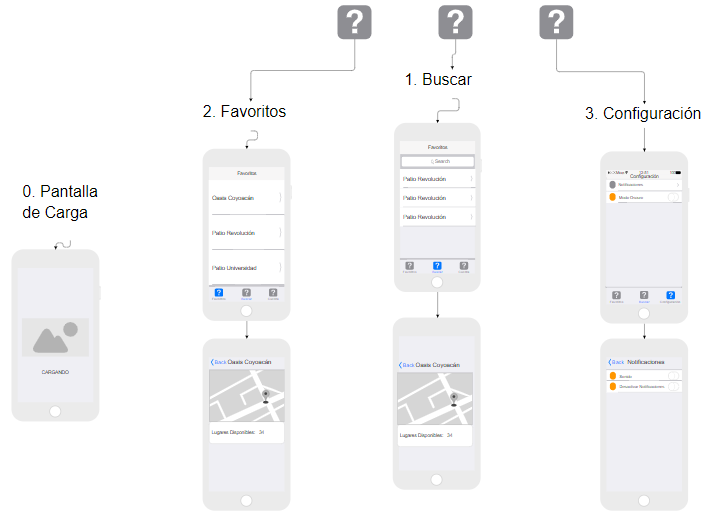 ?
?
?
1. Buscar
2. Favoritos
3. Configuración
0. Pantalla
de Carga
CARGANDO
Favoritos
Oasis Coyoacán
Patio Revolución
Patio Universidad
?
?
?
Favoritos
Buscar
Back Oasis Coyoacán
Lugares Disponibles: 34
Favoritos
Search
Patio Revolución
Patio Revolución
Patio Revolución
?
?
?
Favoritos
Buscar
Back Oasis Coyoacán
Lugares Disponibles: 34
Configuración
Notificaciones
Modo Oscuro
?
?
?
Favoritos
Buscar
Configuración
Back Notificaciones
Sonido
Desactivar Notificaciones